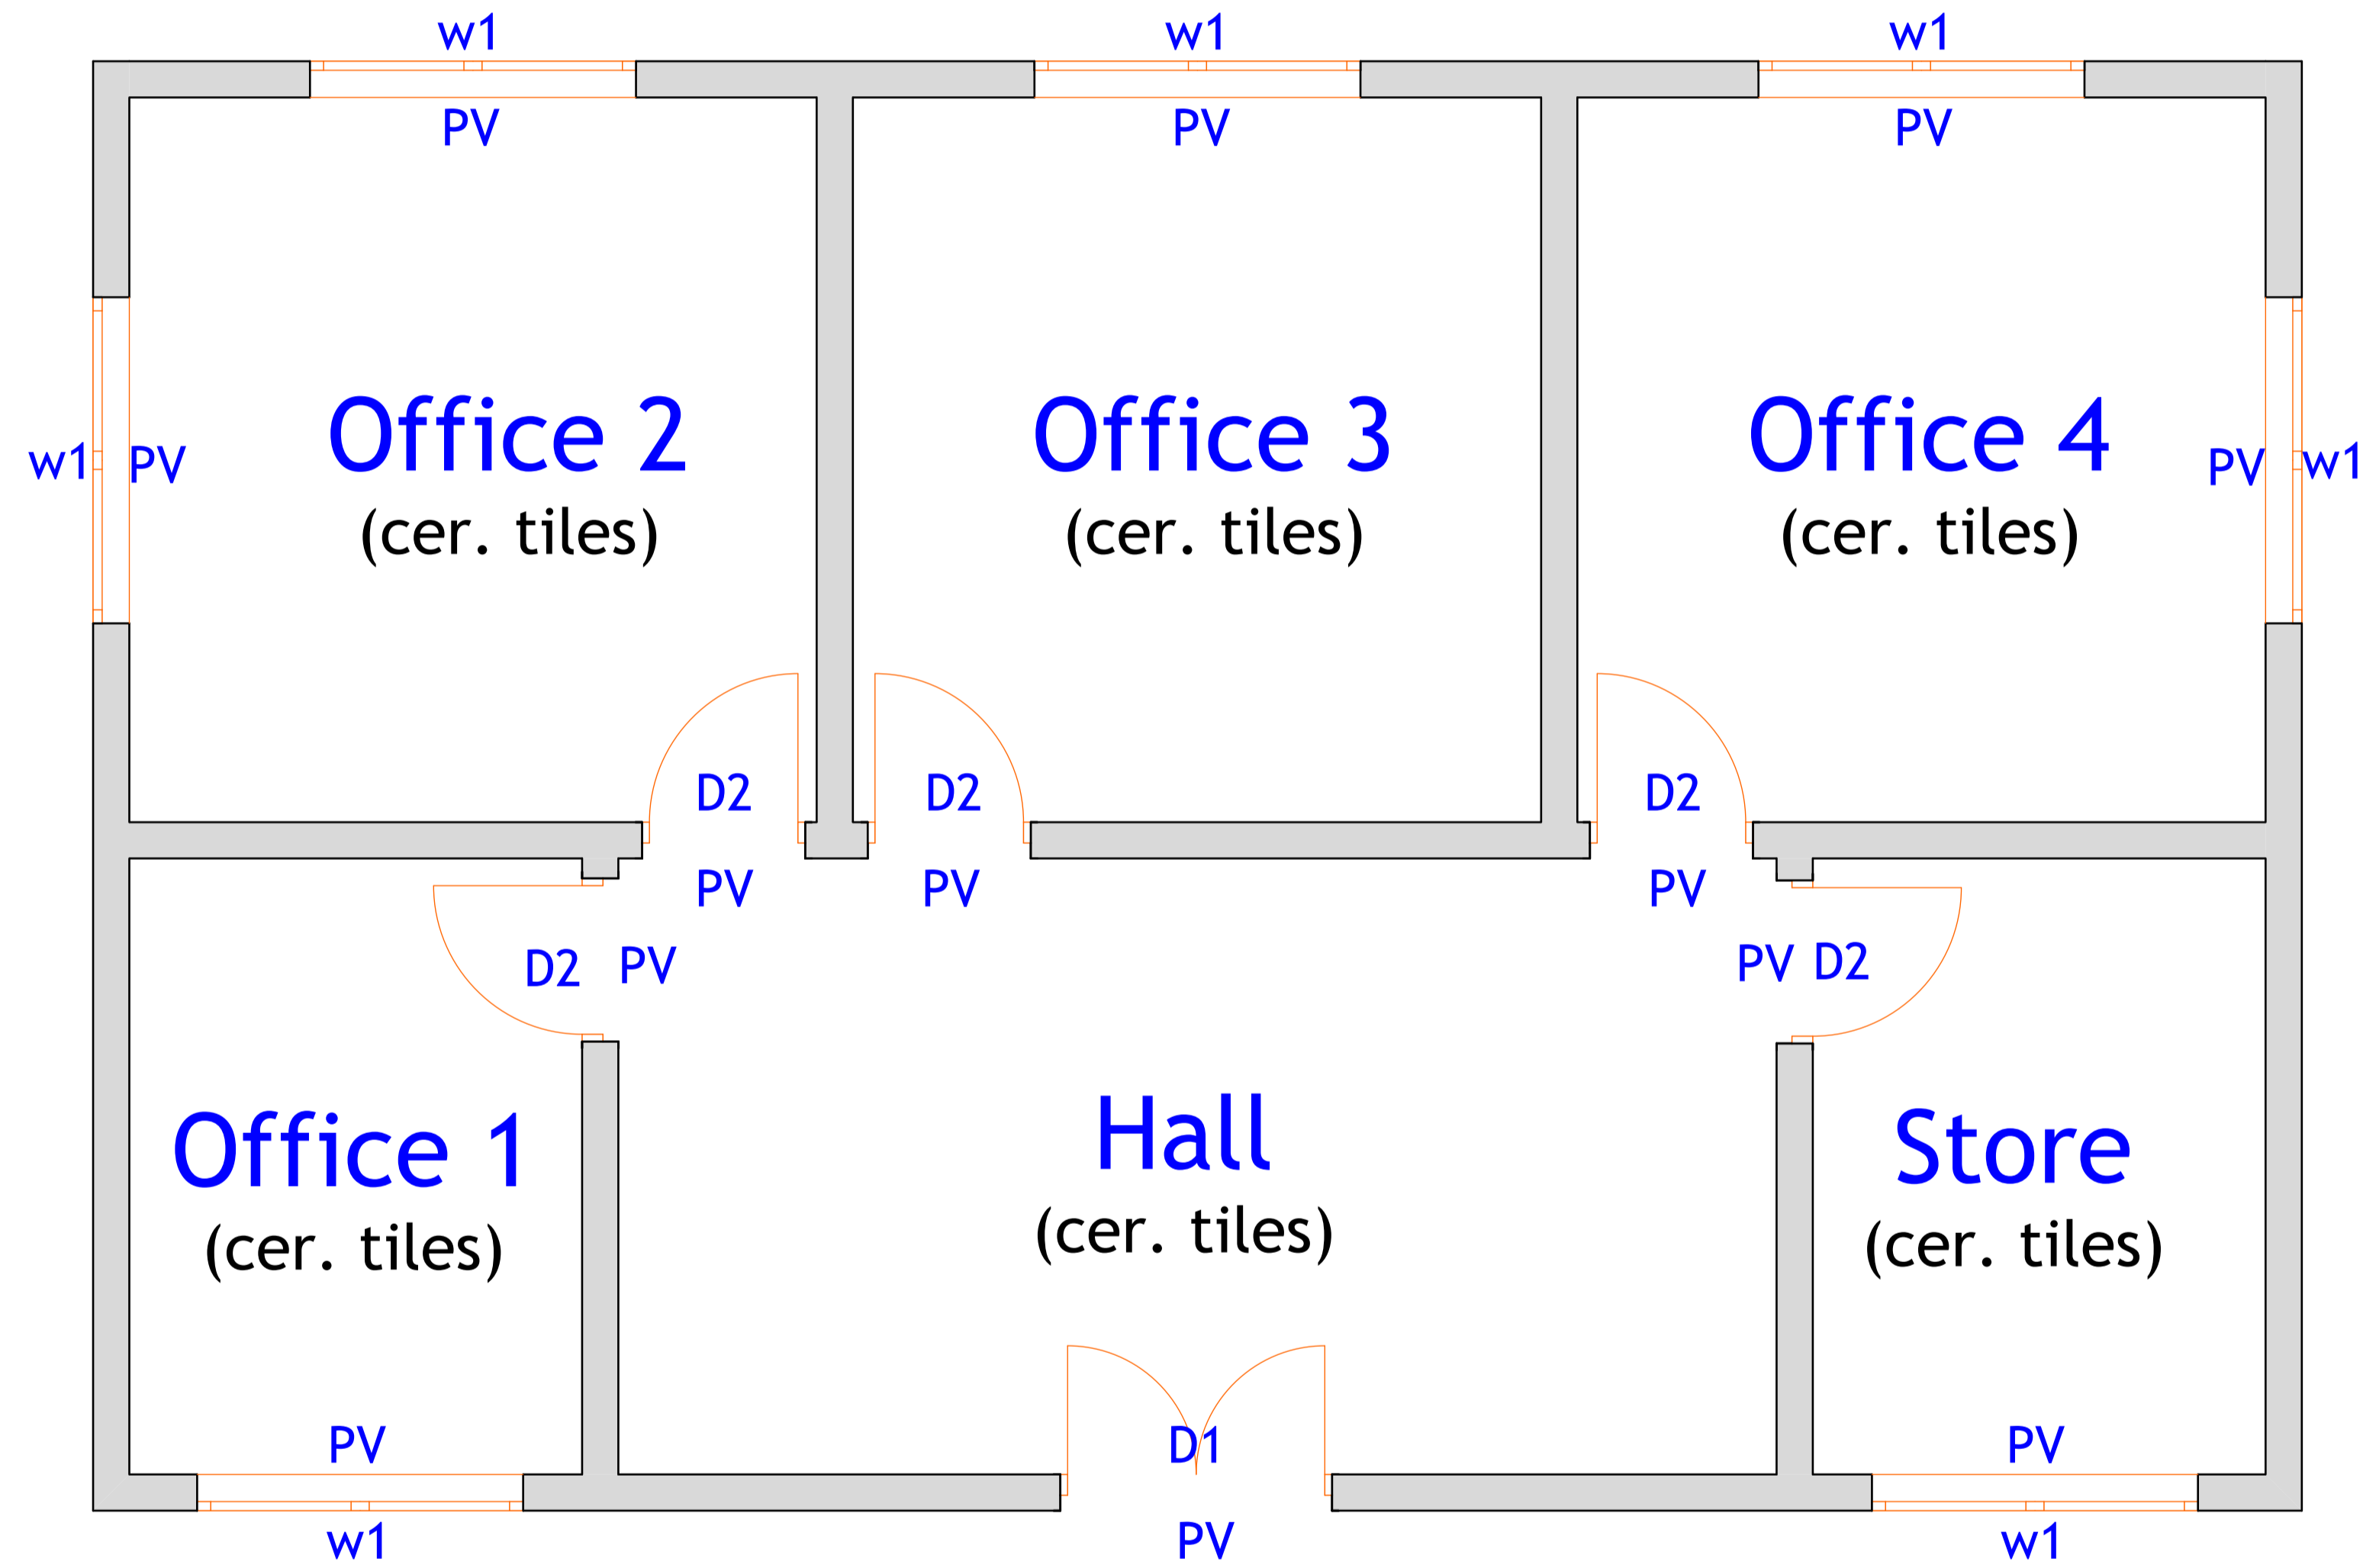 w1 w1 w1
PV PV PV
Office 2 Office 3 Office 4
w1 PV PV w1
(cer. tiles) (cer. tiles) (cer. tiles)
D2 D2 D2
PV PV PV
D2 PV PV D2
Office 1 Hall Store
(cer. tiles) (cer. tiles) (cer. tiles)
PV D1 PV
w1 PV w1